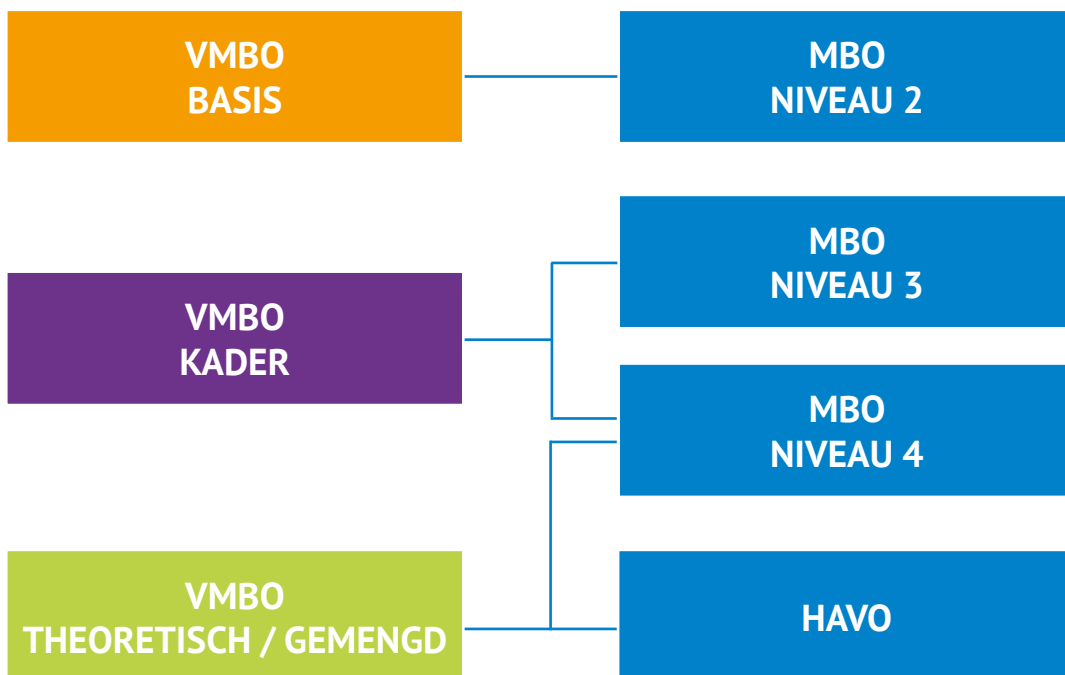 VMBO
BASIS
MBO
NIVEAU 2
VMBO
KADER
MBO
NIVEAU 3
MBO
NIVEAU 4
VMBO
THEORETISCH / GEMENGD
HAVO